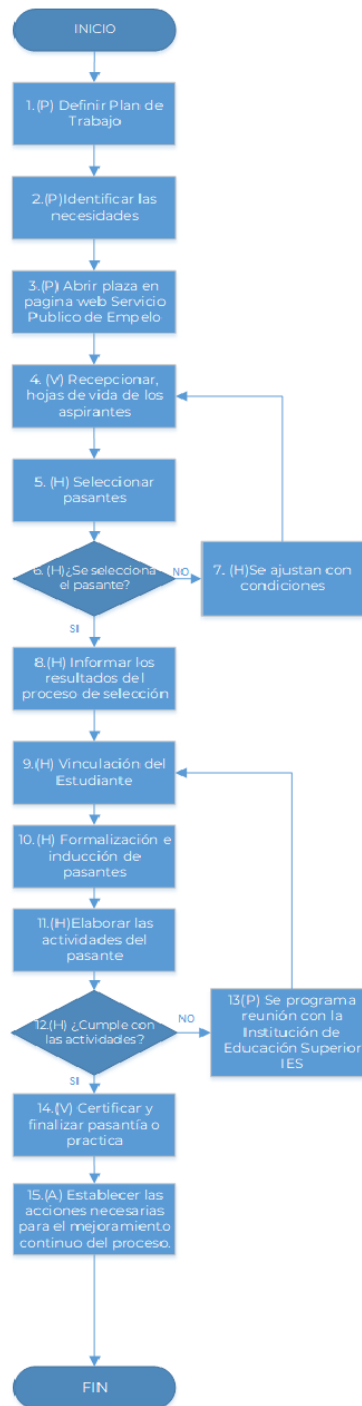 INICIO
1.(P) Definir Plan de
Trabajo
2.(P)Identificar las
necesidades
3.(P) Abrir plaza en
pagina web Servicio
Publico de Empelo
4. (V) Recepcionar,
hojas de vida de los
aspirantes
5. (H) Seleccionar
pasantes
6. (H)¿Se selecciona
el pasante?
NO
7. (H)Se ajustan con
condiciones
SI
8.(H) Informar los
resultados del
proceso de selección
9.(H) Vinculación del
Estudiante
10.(H) Formalización e
inducción de
pasantes
11.(H)Elaborar las
actividades del
pasante
12.(H) ¿Cumple con
las actividades?
NO
13(P) Se programa
reunión con la
Institución de
Educación Superior
IES
SI
14.(V) Certificar y
finalizar pasantía o
practica
15.(A) Establecer las
acciones necesarias
para el mejoramiento
continuo del proceso.
FIN